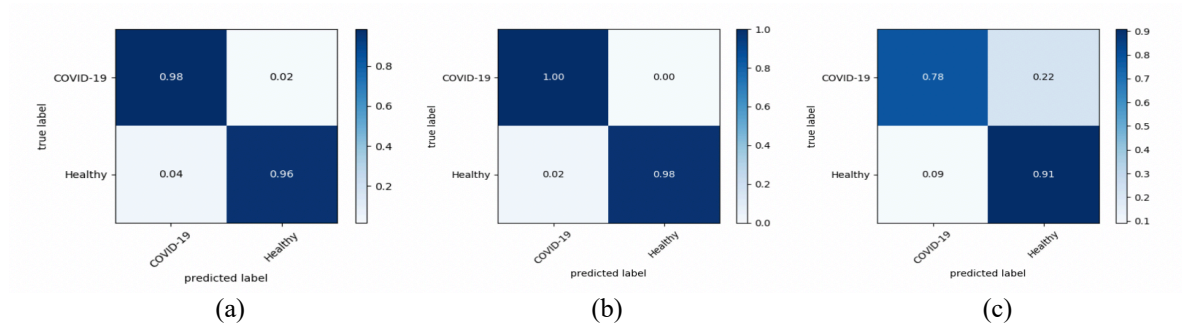 COVID-19
Healthy
true label
0.98
0.02
0.04
0.96
COVID-19
Healthy
predicted label
0.8
0.6
0.4
0.2
(a)
COVID-19
Healthy
true label
1.00
0.00
0.02
0.98
COVID-19
Healthy
predicted label
1.0
0.8
0.6
0.4
0.2
0.0
(b)
COVID-19
Healthy
true label
0.78
0.22
0.09
0.91
COVID-19
Healthy
predicted label
0.9
0.8
0.7
0.6
0.5
0.4
0.3
0.2
0.1
(c)